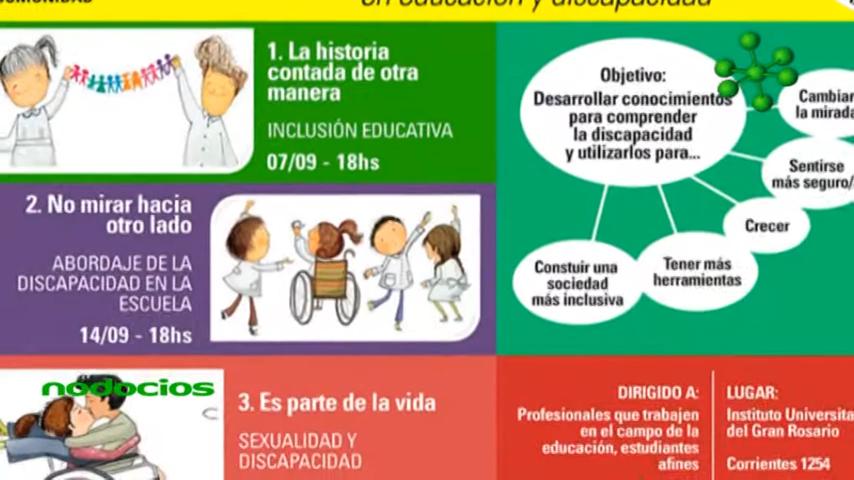 en educación y discapacidad
1. La historia
contada de otra
manera
INCLUSIÓN EDUCATIVA
07/09 - 18hs
2. No mirar hacia
otro lado
ABORDAJE DE LA
DISCAPACIDAD EN LA
ESCUELA
14/09 - 18hs
nodocios
3. Es parte de la vida
SEXUALIDAD Y
DISCAPACIDAD
Objetivo:
Desarrollar conocimientos
para comprender
la discapacidad
y utilizarlos para...
Cambiar
la mirada
Sentirse
más seguro/
Crecer
Tener más
herramientas
Constuir una
sociedad
más inclusiva
DIRIGIDO A:
Profesionales que trabajen
en el campo de la
educación, estudiantes
afines
LUGAR:
Instituto Universita
del Gran Rosario
Corrientes 1254